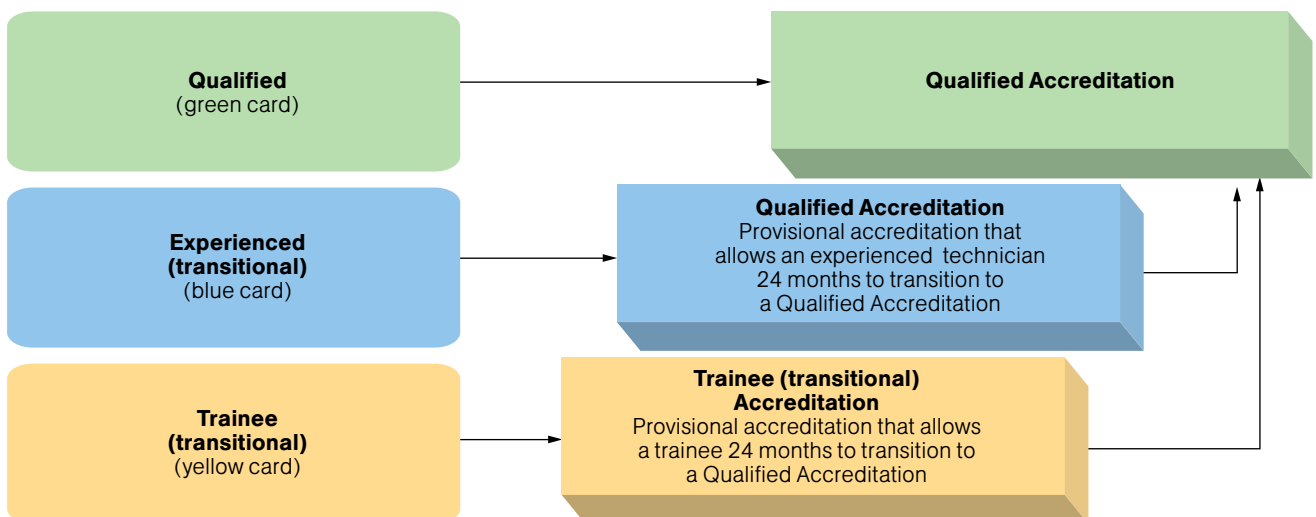 Qualified
(green card)
Qualified Accreditation
Experienced
(transitional)
(blue card)
Qualified Accreditation
Provisional accreditation that
allows an experienced technician
24 months to transition to
a Qualified Accreditation
Trainee
(transitional)
(yellow card)
Trainee (transitional)
Accreditation
Provisional accreditation that allows
a trainee 24 months to transition to
a Qualified Accreditation